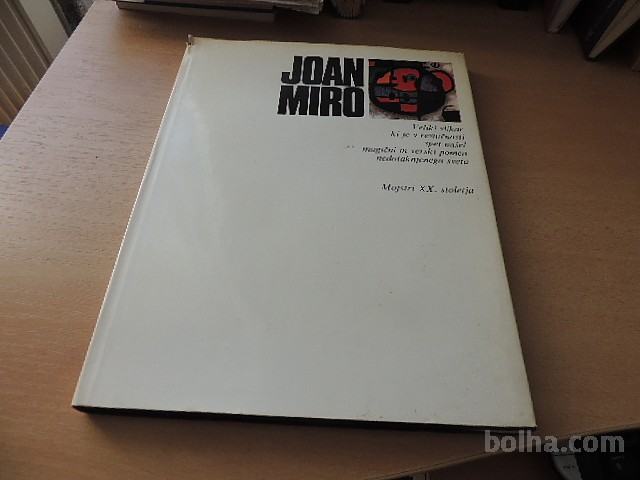 JOAN
MIRO
Veliki slikar,
ki je v resničnosti
spet našel
magični in verski pomen
nedotaknjenega sveta
Mojstri XX. stoletja
bolha.com